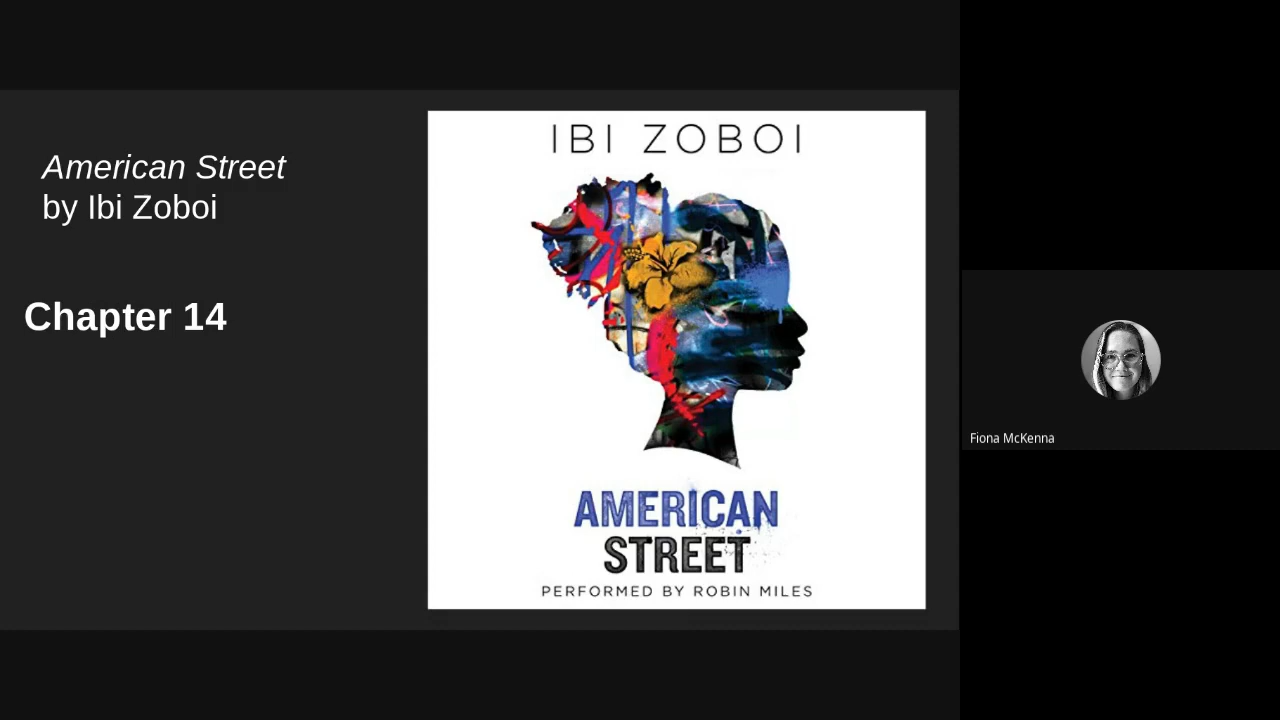 American Street
by Ibi Zoboi
Chapter 14
IBI ZOBOI
AMERICAN
STREET
PERFORMED BY ROBIN MILES
Fiona McKenna